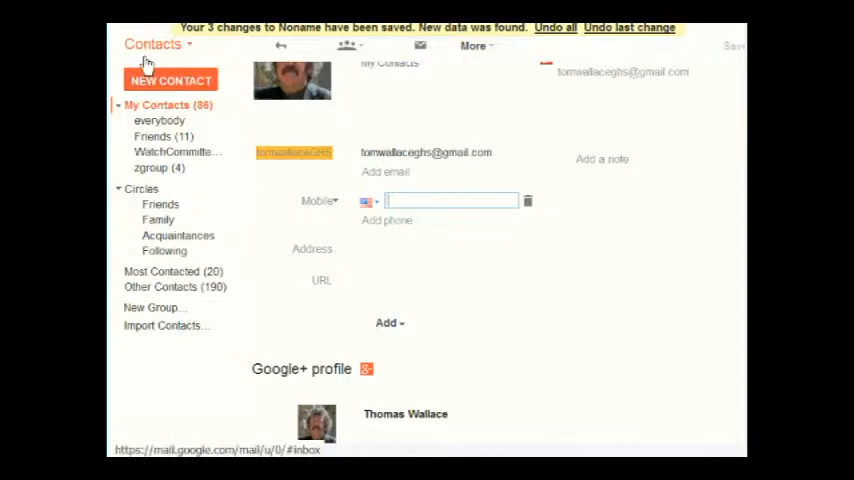 Your 3 changes to Noname have been saved. New data was found. Undo all Undo last change
Contacts
More
Save
NEW CONTACT
My Contacts
tomwallaceghs@gmail.com
My Contacts (86)
everybody
Friends (11)
WatchCommitte...
zgroup (4)
tomwallaceGHS
tomwallaceghs@gmail.com
Add a note
Add email
Mobile
Add phone
Circles
Friends
Family
Acquaintances
Following
Address
URL
Most Contacted (20)
Other Contacts (190)
New Group...
Import Contacts...
Add
Google+ profile
Thomas Wallace
https://mail.google.com/mail/u/0/#inbox